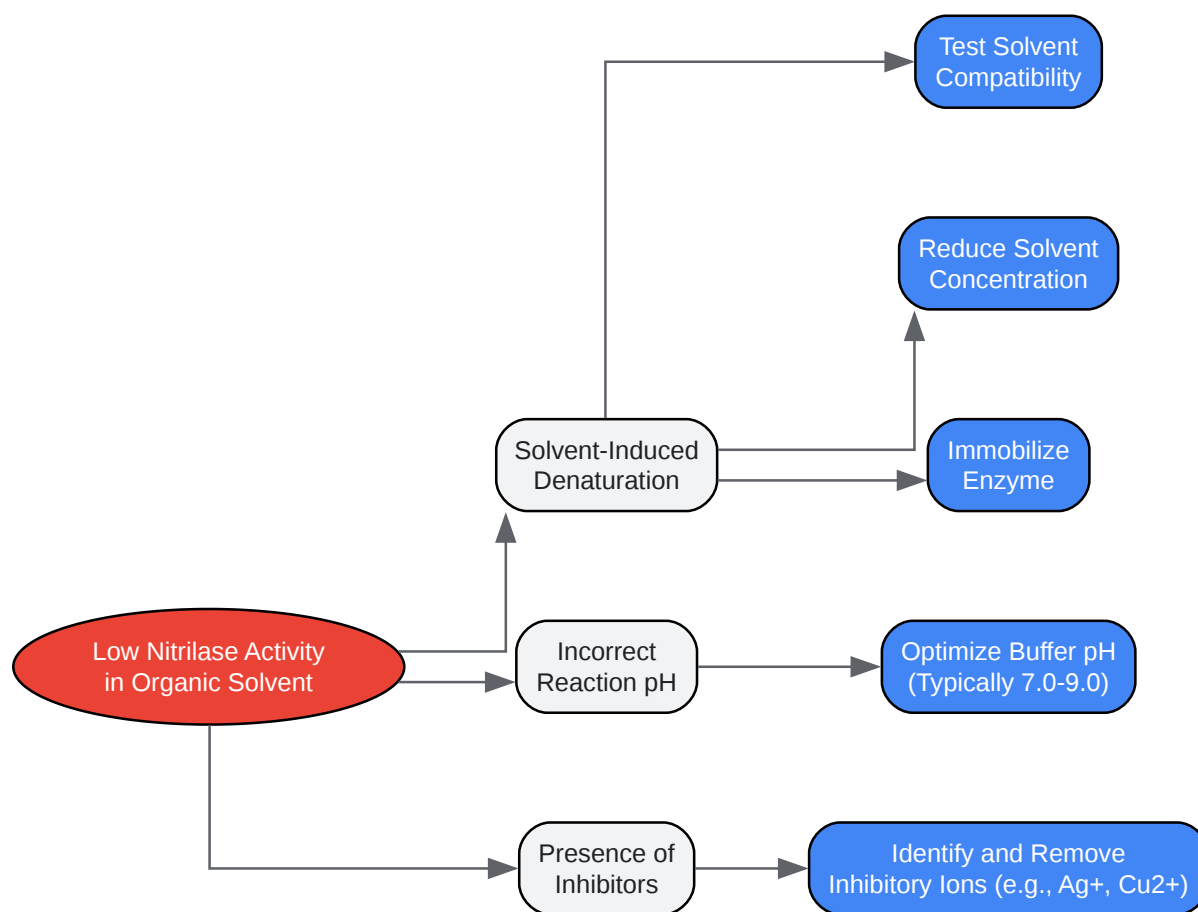 Test Solvent
Compatibility
Reduce Solvent
Concentration
Solvent-Induced
Denaturation
Immobilize
Enzyme
Low Nitrilase Activity
in Organic Solvent
Incorrect
Reaction pH
Optimize Buffer pH
(Typically 7.0-9.0)
Presence of
Inhibitors
Identify and Remove
Inhibitory Ions (e.g., Ag+, Cu2+)